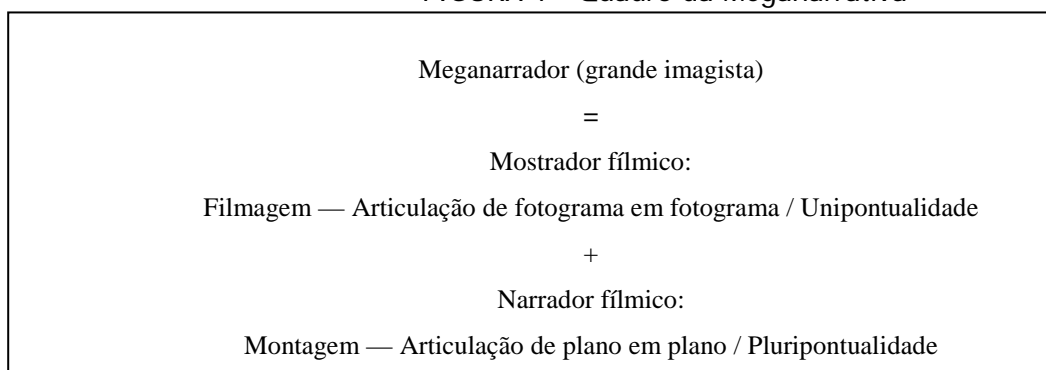 Meganarrador (grande imagista)
=
Mostrador fílmico:
Filmagem — Articulação de fotograma em fotograma / Unipontualidade
+
Narrador fílmico:
Montagem — Articulação de plano em plano / Pluripontualidade